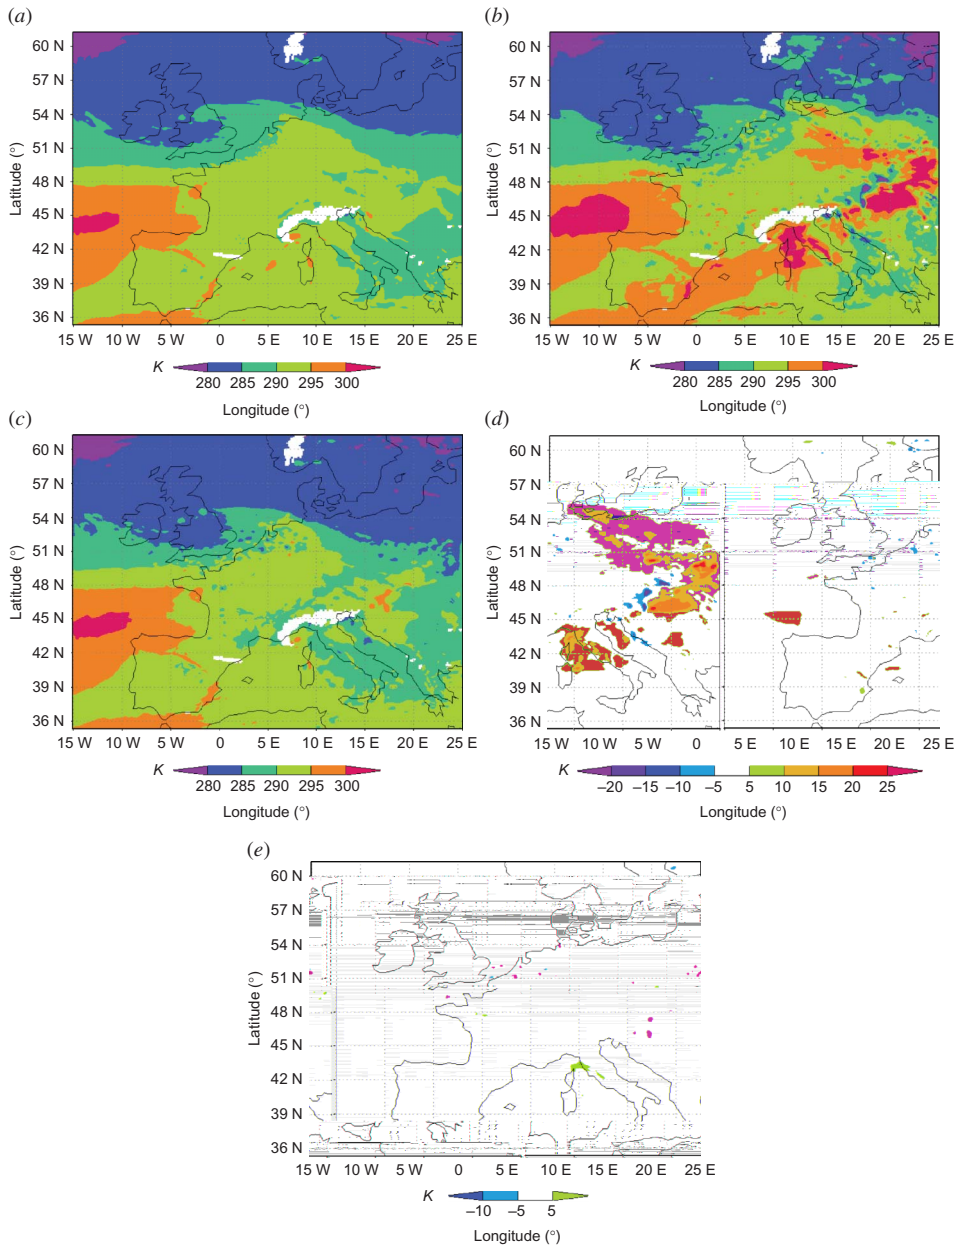 (a)
60 N
57 N
54 N
51 N
48 N
45 N
42 N
39 N
36 N
Latitude (°)
15 W 10 W 5 W 0 5 E 10 E 15 E 20 E 25 E
K
280 285 290 295 300
Longitude (°)
(b)
60 N
57 N
54 N
51 N
48 N
45 N
42 N
39 N
36 N
Latitude (°)
15 W 10 W 5 W 0 5 E 10 E 15 E 20 E 25 E
K
280 285 290 295 300
Longitude (°)
(c)
60 N
57 N
54 N
51 N
48 N
45 N
42 N
39 N
36 N
Latitude (°)
15 W 10 W 5 W 0 5 E 10 E 15 E 20 E 25 E
K
280 285 290 295 300
Longitude (°)
(d)
60 N
57 N
54 N
51 N
48 N
45 N
42 N
39 N
36 N
Latitude (°)
15 W 10 W 5 W 0 5 E 10 E 15 E 20 E 25 E
K
–20 –15 –10 –5 5 10 15 20 25
Longitude (°)
(e)
60 N
57 N
54 N
51 N
48 N
45 N
42 N
39 N
36 N
Latitude (°)
15 W 10 W 5 W 0 5 E 10 E 15 E 20 E 25 E
K
–10 –5 5
Longitude (°)